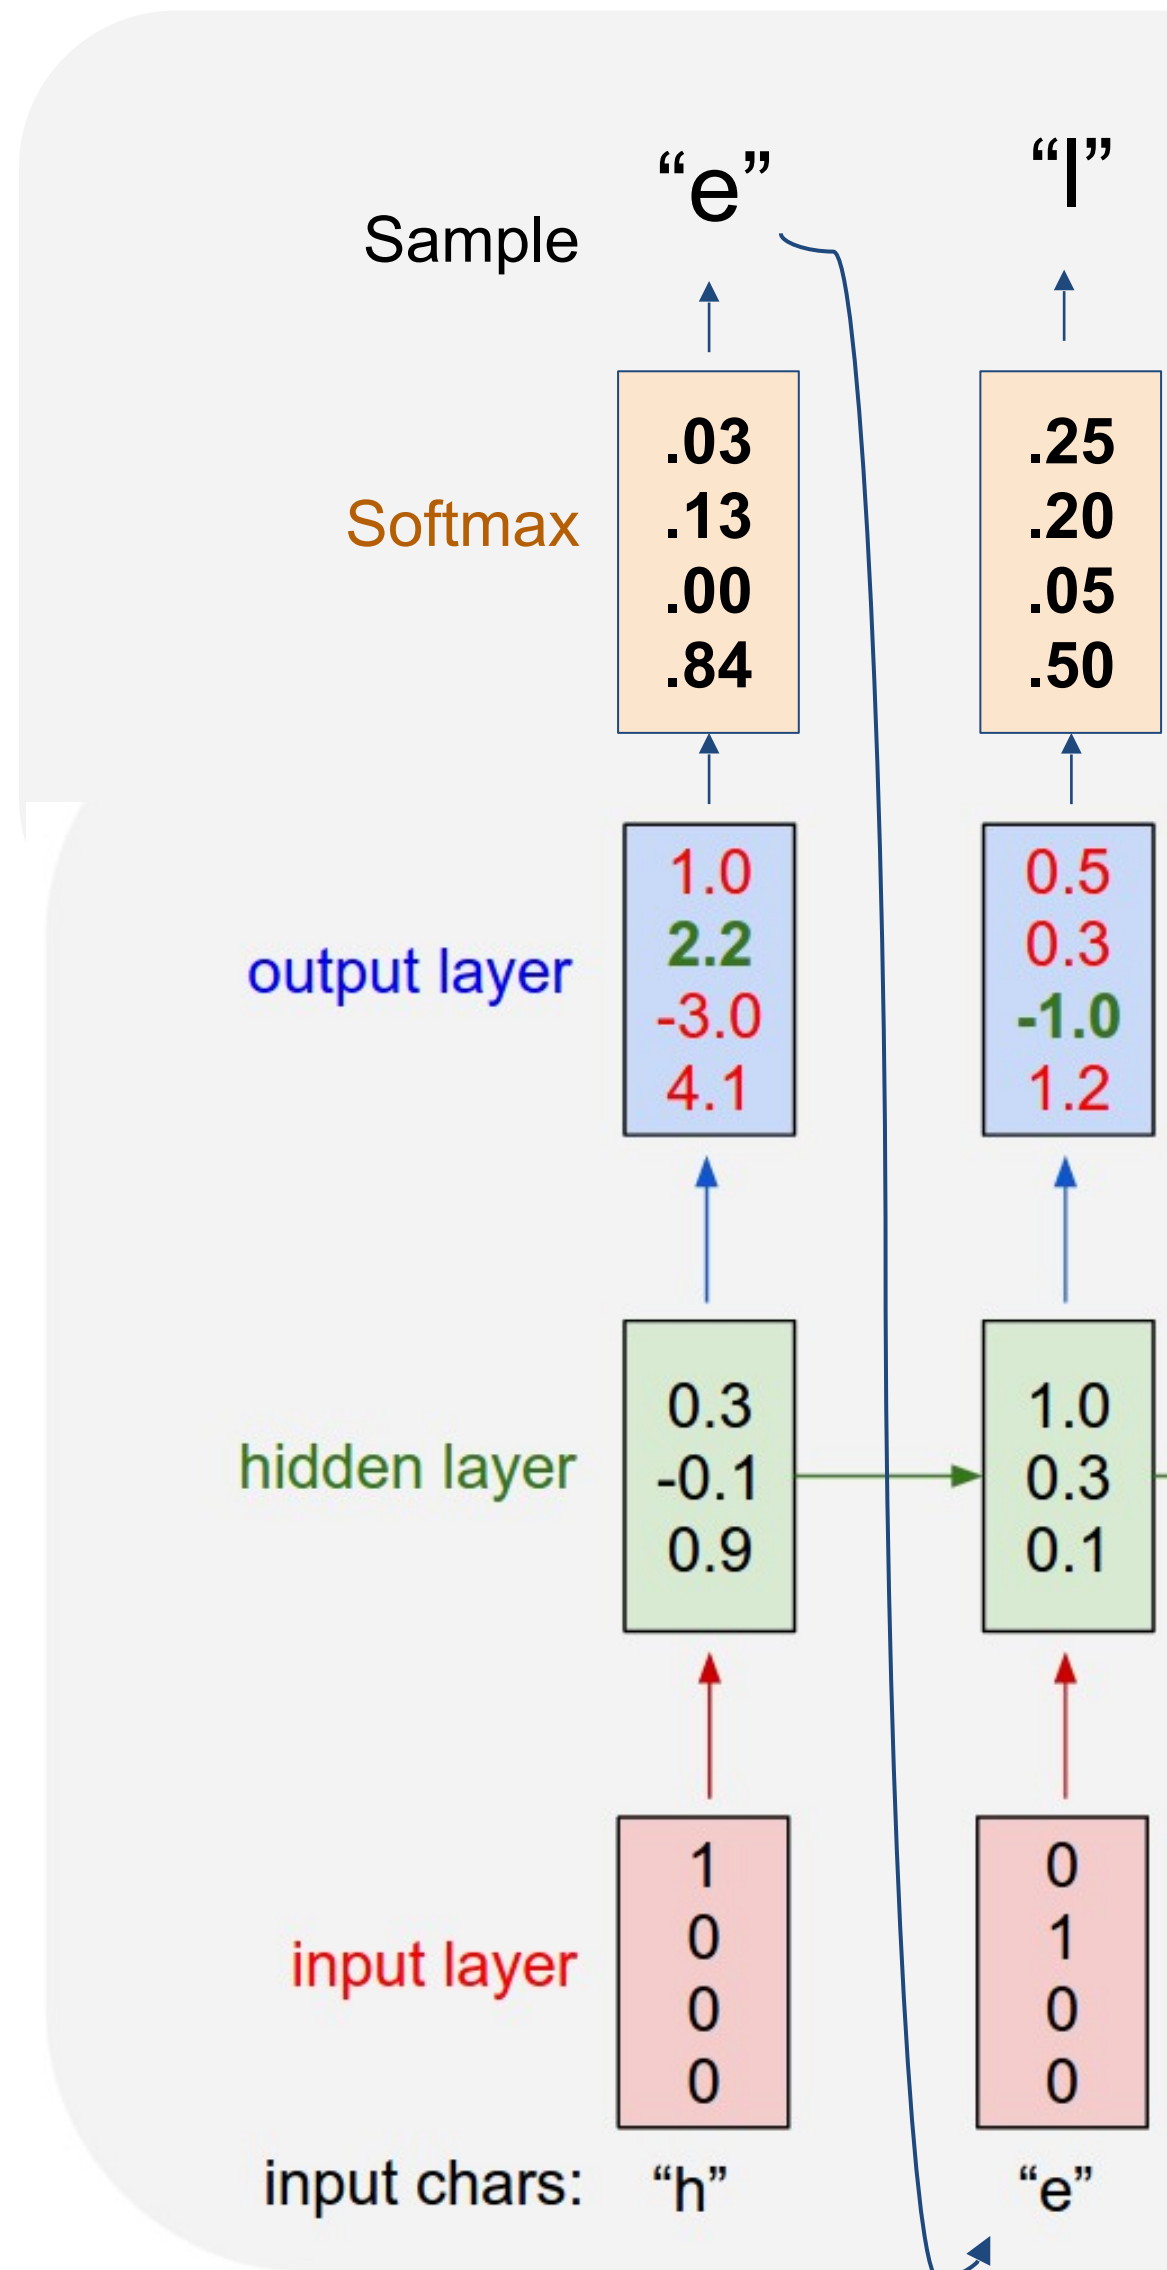 “e” “l”
Sample
.03 .25
.13 .20
Softmax
.00 .05
.84 .50
1.0 0.5
2.2 0.3
output layer
-3.0 -1.0
4.1 1.2
0.3 1.0
hidden layer -0.1 0.3
0.9 0.1
1 0
0 1
input layer
0 0
0 0
input chars: “h” “e”